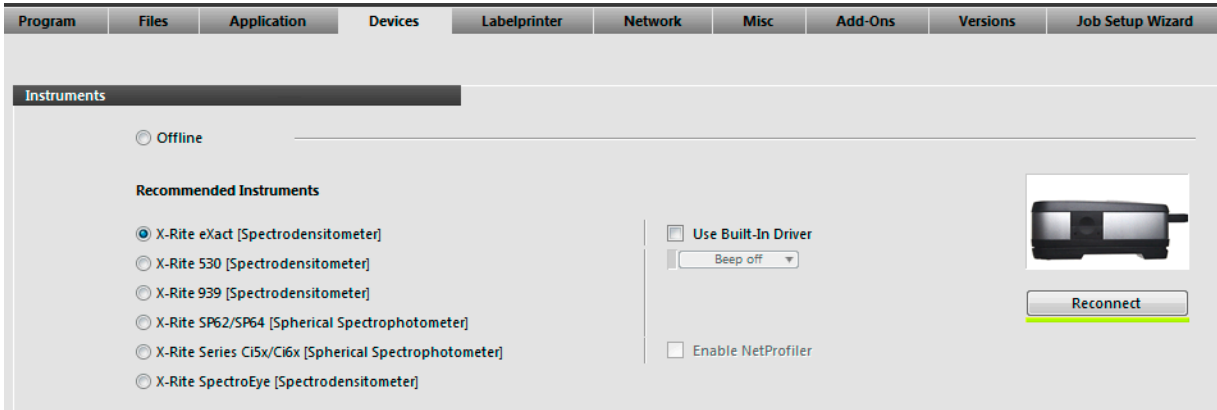 Program Files Application Devices Labelprinter Network Misc Add-Ons Versions Job Setup Wizard
Instruments
Offline
Recommended Instruments
X-Rite eXact [Spectrodensitometer]
Use Built-In Driver
X-Rite 530 [Spectrodensitometer]
Beep off
X-Rite 939 [Spectrodensitometer]
Reconnect
X-Rite SP62/SP64 [Spherical Spectrophotometer]
X-Rite Series Ci5x/Ci6x [Spherical Spectrophotometer]
Enable NetProfiler
X-Rite SpectroEye [Spectrodensitometer]